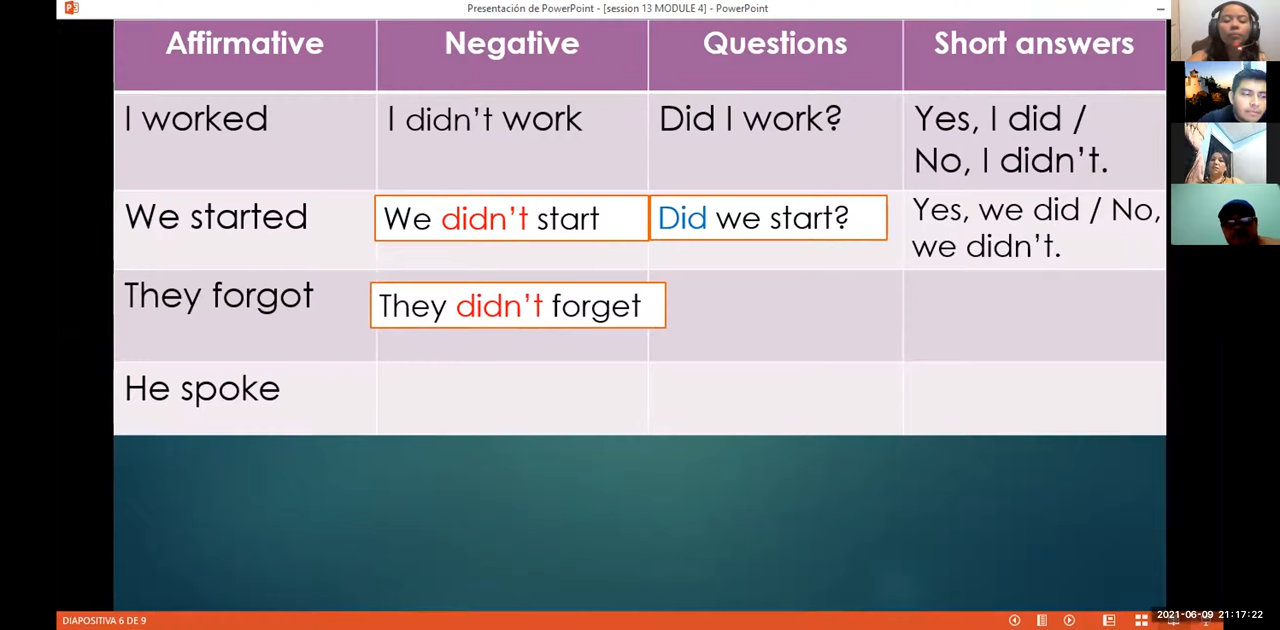 Presentación de PowerPoint - [session 13 MODULE 4] - PowerPoint
Affirmative Negative Questions Short answers
I worked I didn’t work Did I work? Yes, I did /
No, I didn’t.
We started We didn’t start Did we start? Yes, we did / No,
we didn’t.
They forgot They didn’t forget
He spoke
DIAPOSITIVA 6 DE 9
2021-06-09 21:17:22